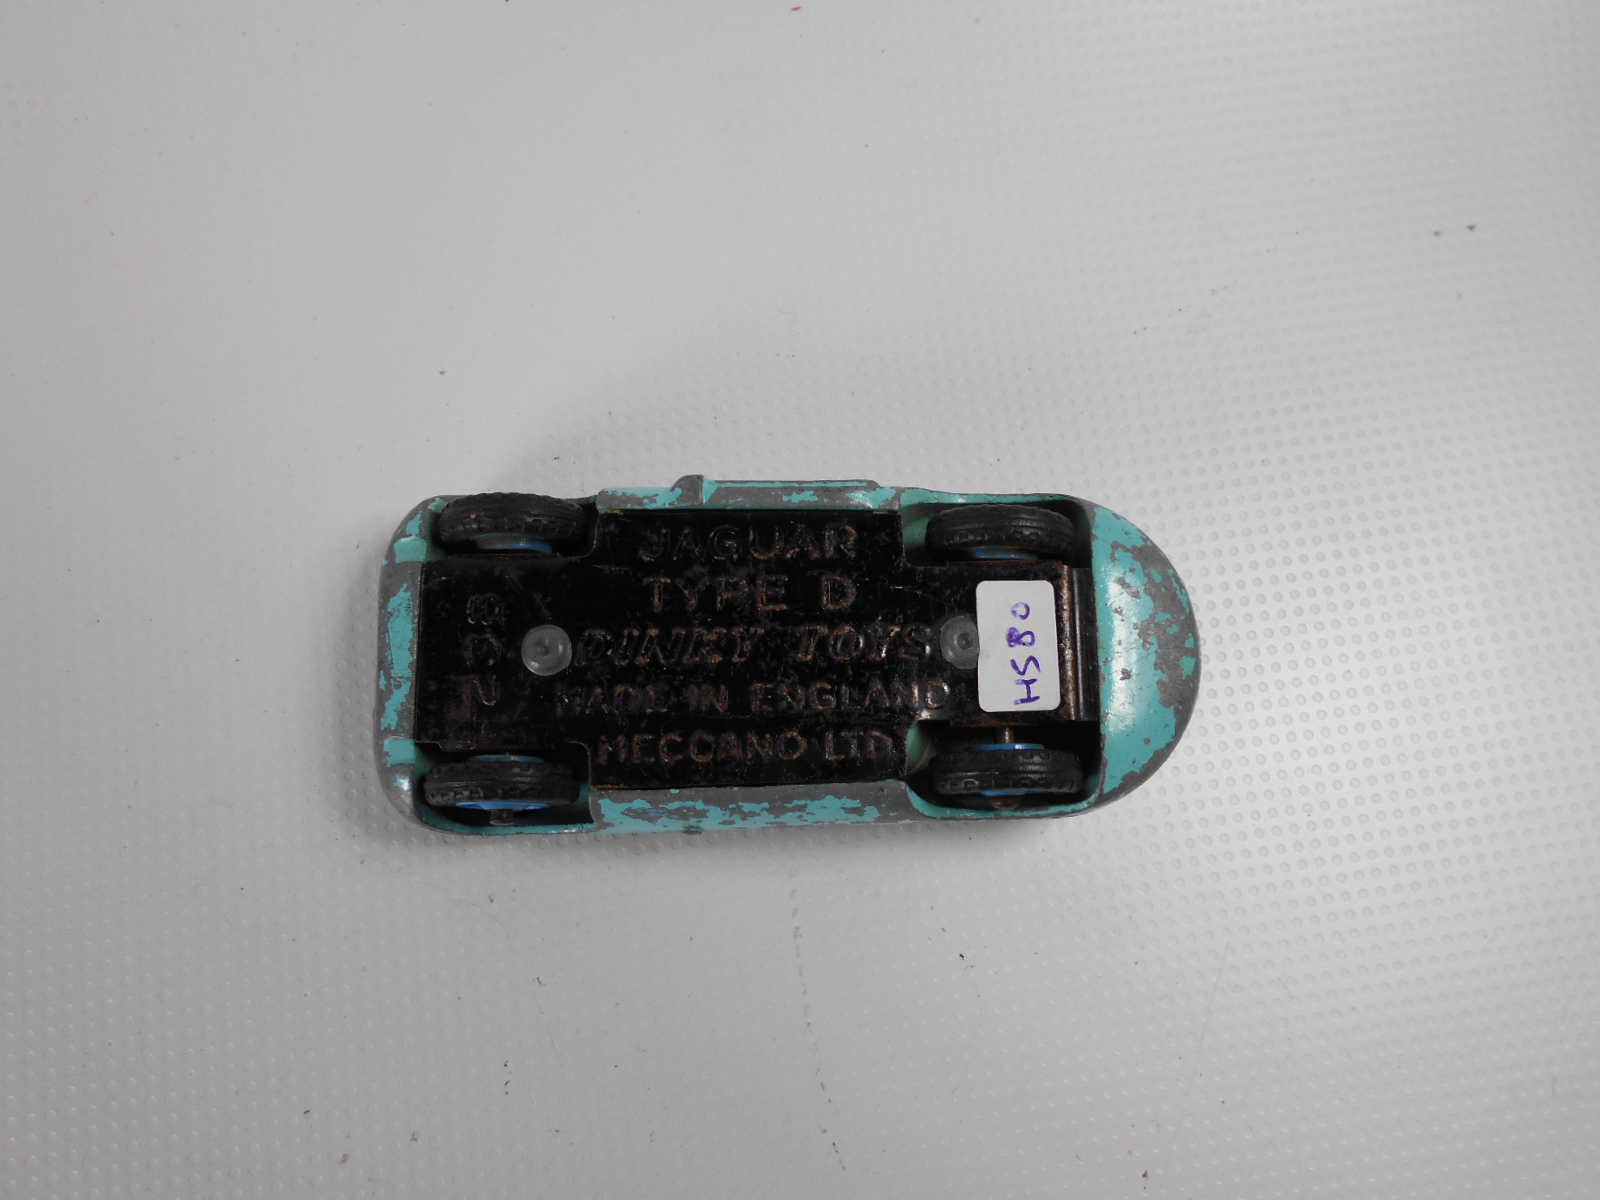 JAGUAR
TYPE D
DINKY TOYS
MADE IN ENGLAND
MECCANO LTD
238
HS80